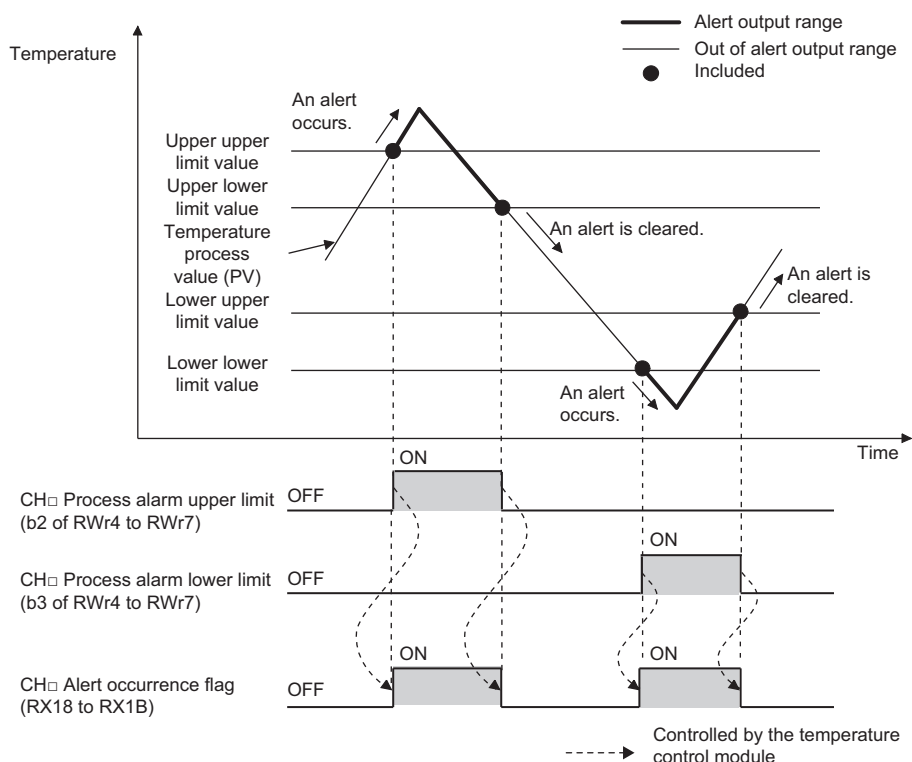 Alert output range
Out of alert output range
Included
Temperature
An alert
occurs.
Upper upper
limit value
Upper lower
limit value
Temperature
process
value (PV)
An alert is cleared.
An alert is
cleared.
Lower upper
limit value
Lower lower
limit value
An alert
occurs.
Time
ON
CH□ Process alarm upper limit
(b2 of RWr4 to RWr7)
OFF
ON
CH□ Process alarm lower limit
(b3 of RWr4 to RWr7)
OFF
ON
ON
CH□ Alert occurrence flag
(RX18 to RX1B)
OFF
Controlled by the temperature
control module